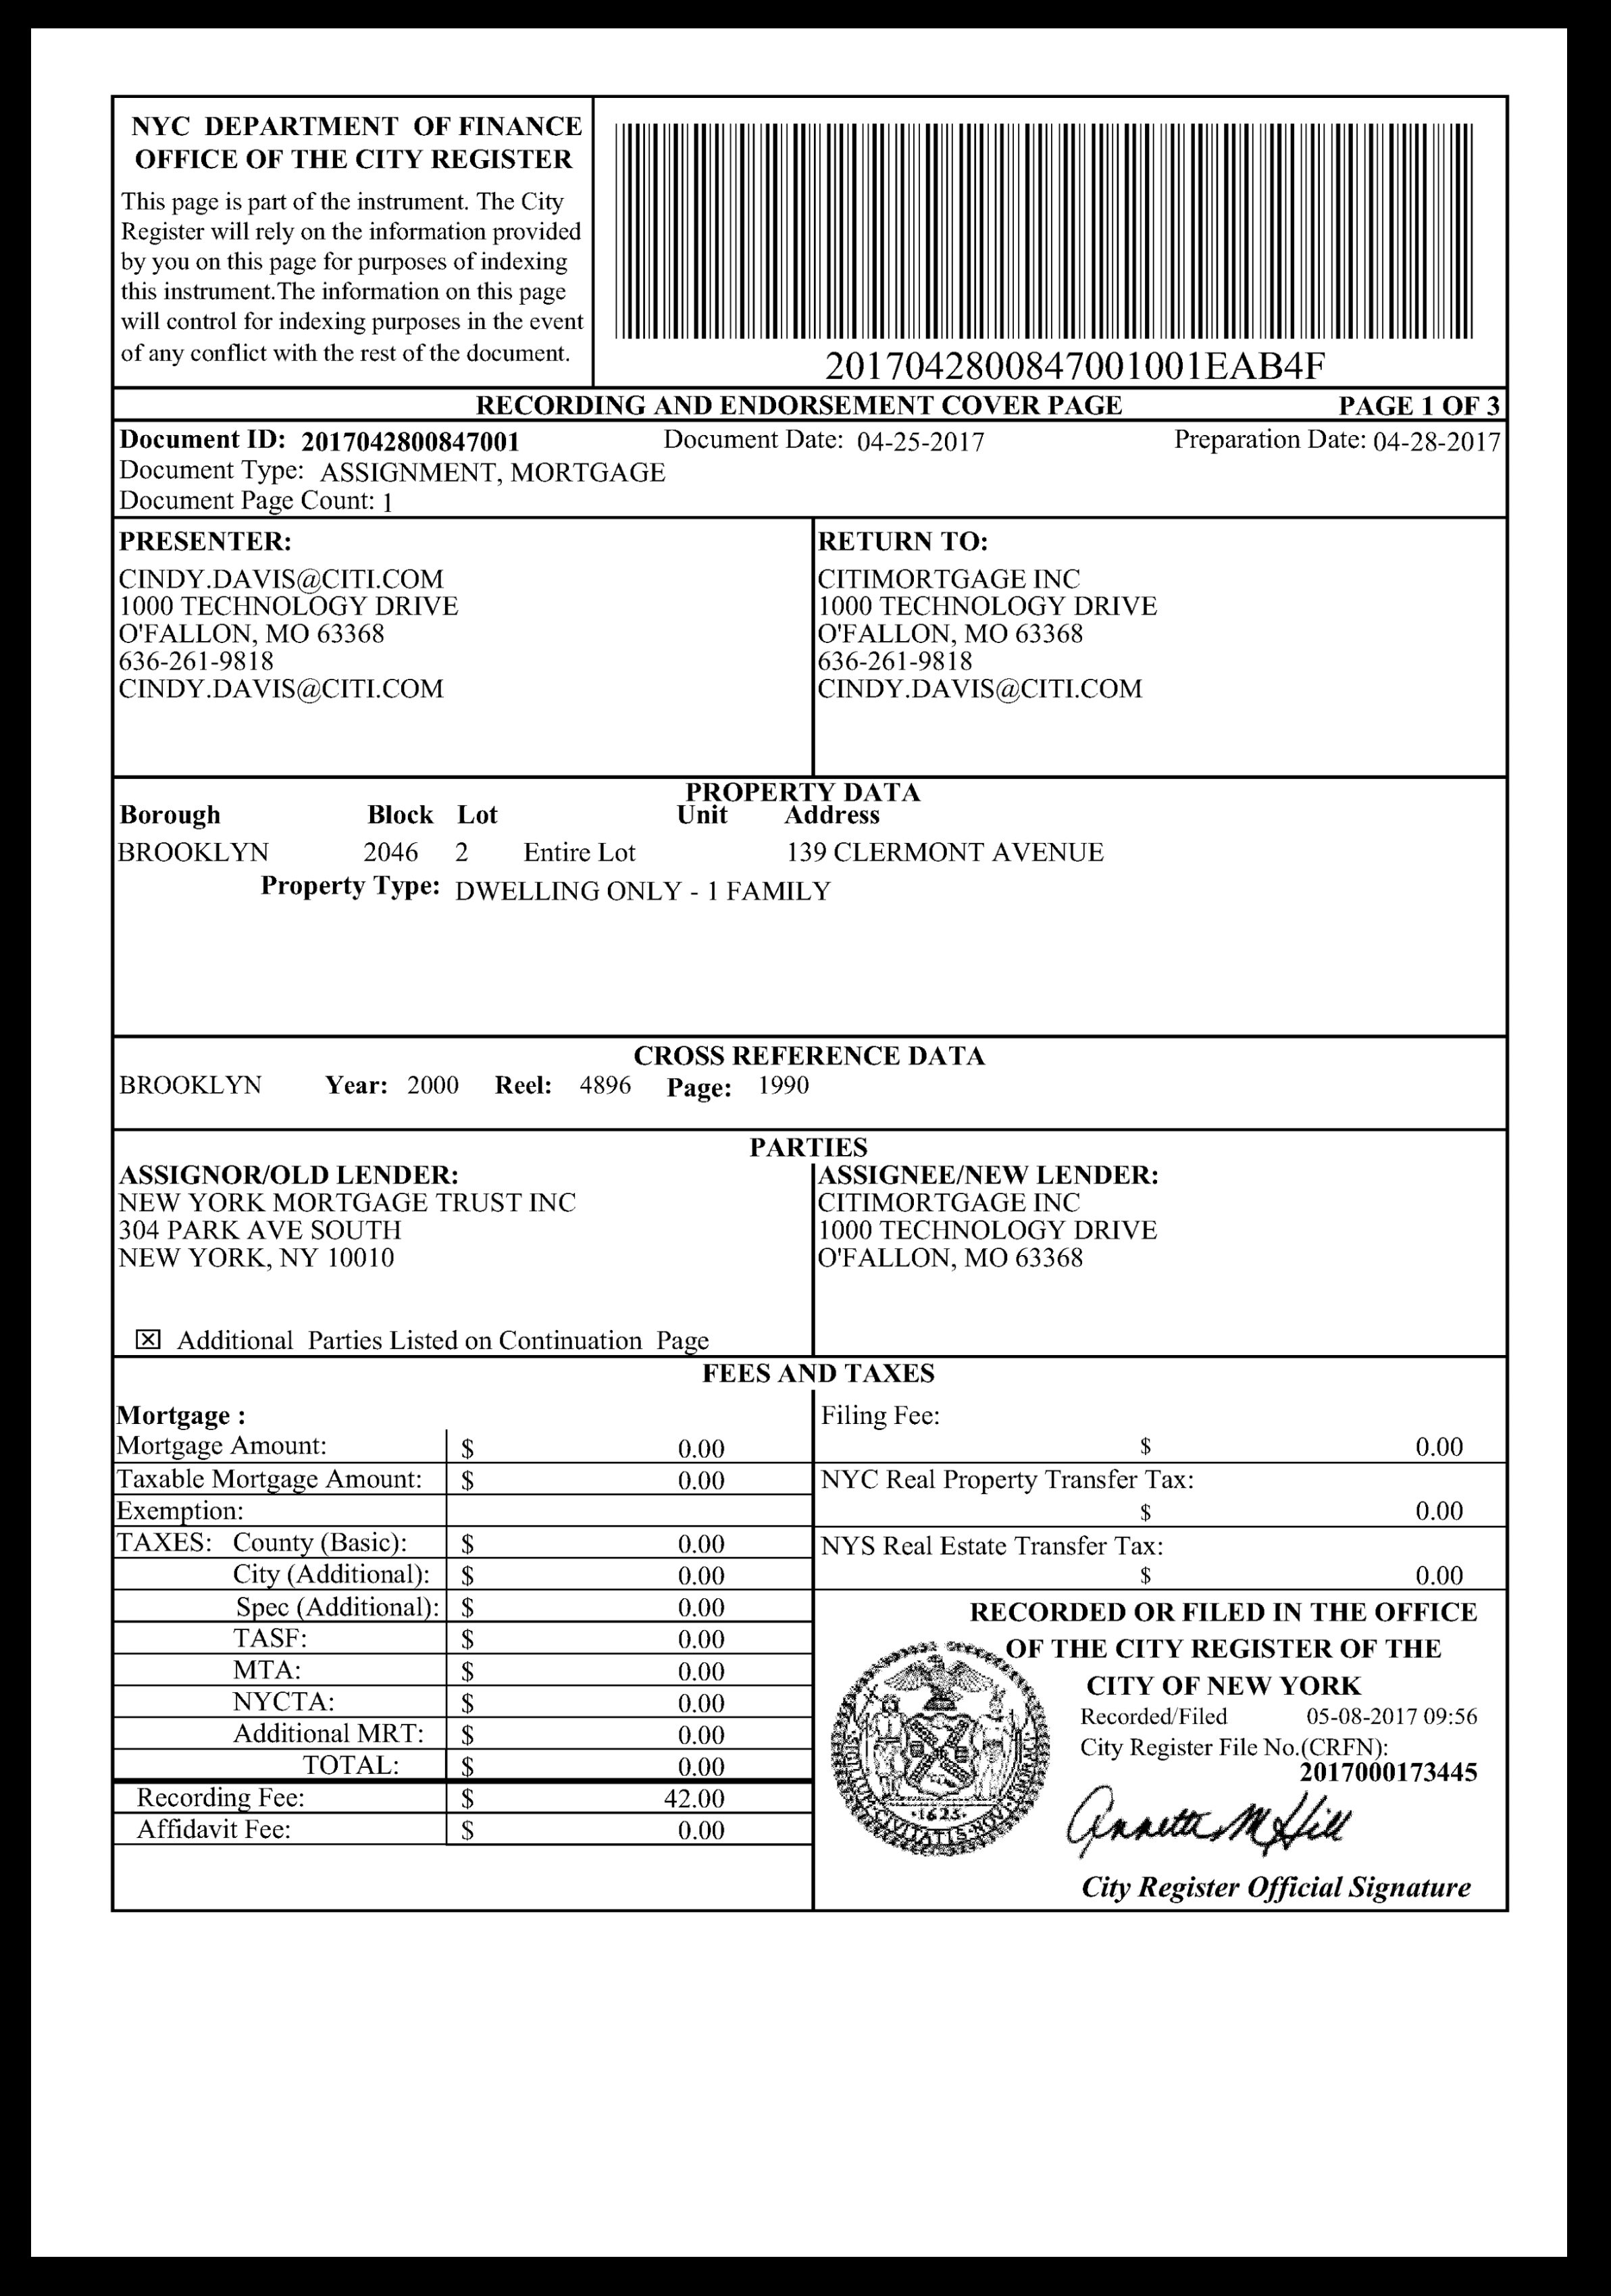 NYC DEPARTMENT OF FINANCE
OFFICE OF THE CITY REGISTER
This page is part of the instrument. The City
Register will rely on the information provided
by you on this page for purposes of indexing
this instrument.The information on this page
will control for indexing purposes in the event
of any conflict with the rest of the document.
2017042800847001001EAB4F
RECORDING AND ENDORSEMENT COVER PAGE PAGE 1 OF 3
Document ID: 2017042800847001 Document Date: 04-25-2017 Preparation Date: 04-28-2017
Document Type: ASSIGNMENT, MORTGAGE
Document Page Count: 1
PRESENTER:
CINDY.DAVIS@CITI.COM
1000 TECHNOLOGY DRIVE
O'FALLON, MO 63368
636-261-9818
CINDY.DAVIS@CITI.COM
RETURN TO:
CITIMORTGAGE INC
1000 TECHNOLOGY DRIVE
O'FALLON, MO 63368
636-261-9818
CINDY.DAVIS@CITI.COM
PROPERTY DATA
Borough Block Lot Unit Address
BROOKLYN 2046 2 Entire Lot 139 CLERMONT AVENUE
Property Type: DWELLING ONLY - 1 FAMILY
CROSS REFERENCE DATA
BROOKLYN Year: 2000 Reel: 4896 Page: 1990
PARTIES
ASSIGNOR/OLD LENDER:
NEW YORK MORTGAGE TRUST INC
304 PARK AVE SOUTH
NEW YORK, NY 10010
ASSIGNEE/NEW LENDER:
CITIMORTGAGE INC
1000 TECHNOLOGY DRIVE
O'FALLON, MO 63368
☒ Additional Parties Listed on Continuation Page
FEES AND TAXES
Mortgage :
Mortgage Amount: $ 0.00
Taxable Mortgage Amount: $ 0.00
Exemption:
TAXES: County (Basic): $ 0.00
City (Additional): $ 0.00
Spec (Additional): $ 0.00
TASF: $ 0.00
MTA: $ 0.00
NYCTA: $ 0.00
Additional MRT: $ 0.00
TOTAL: $ 0.00
Recording Fee: $ 42.00
Affidavit Fee: $ 0.00
Filing Fee:
$ 0.00
NYC Real Property Transfer Tax:
$ 0.00
NYS Real Estate Transfer Tax:
$ 0.00
RECORDED OR FILED IN THE OFFICE
OF THE CITY REGISTER OF THE
CITY OF NEW YORK
Recorded/Filed 05-08-2017 09:56
City Register File No.(CRFN):
2017000173445
·1625·
Annette M Hill
City Register Official Signature